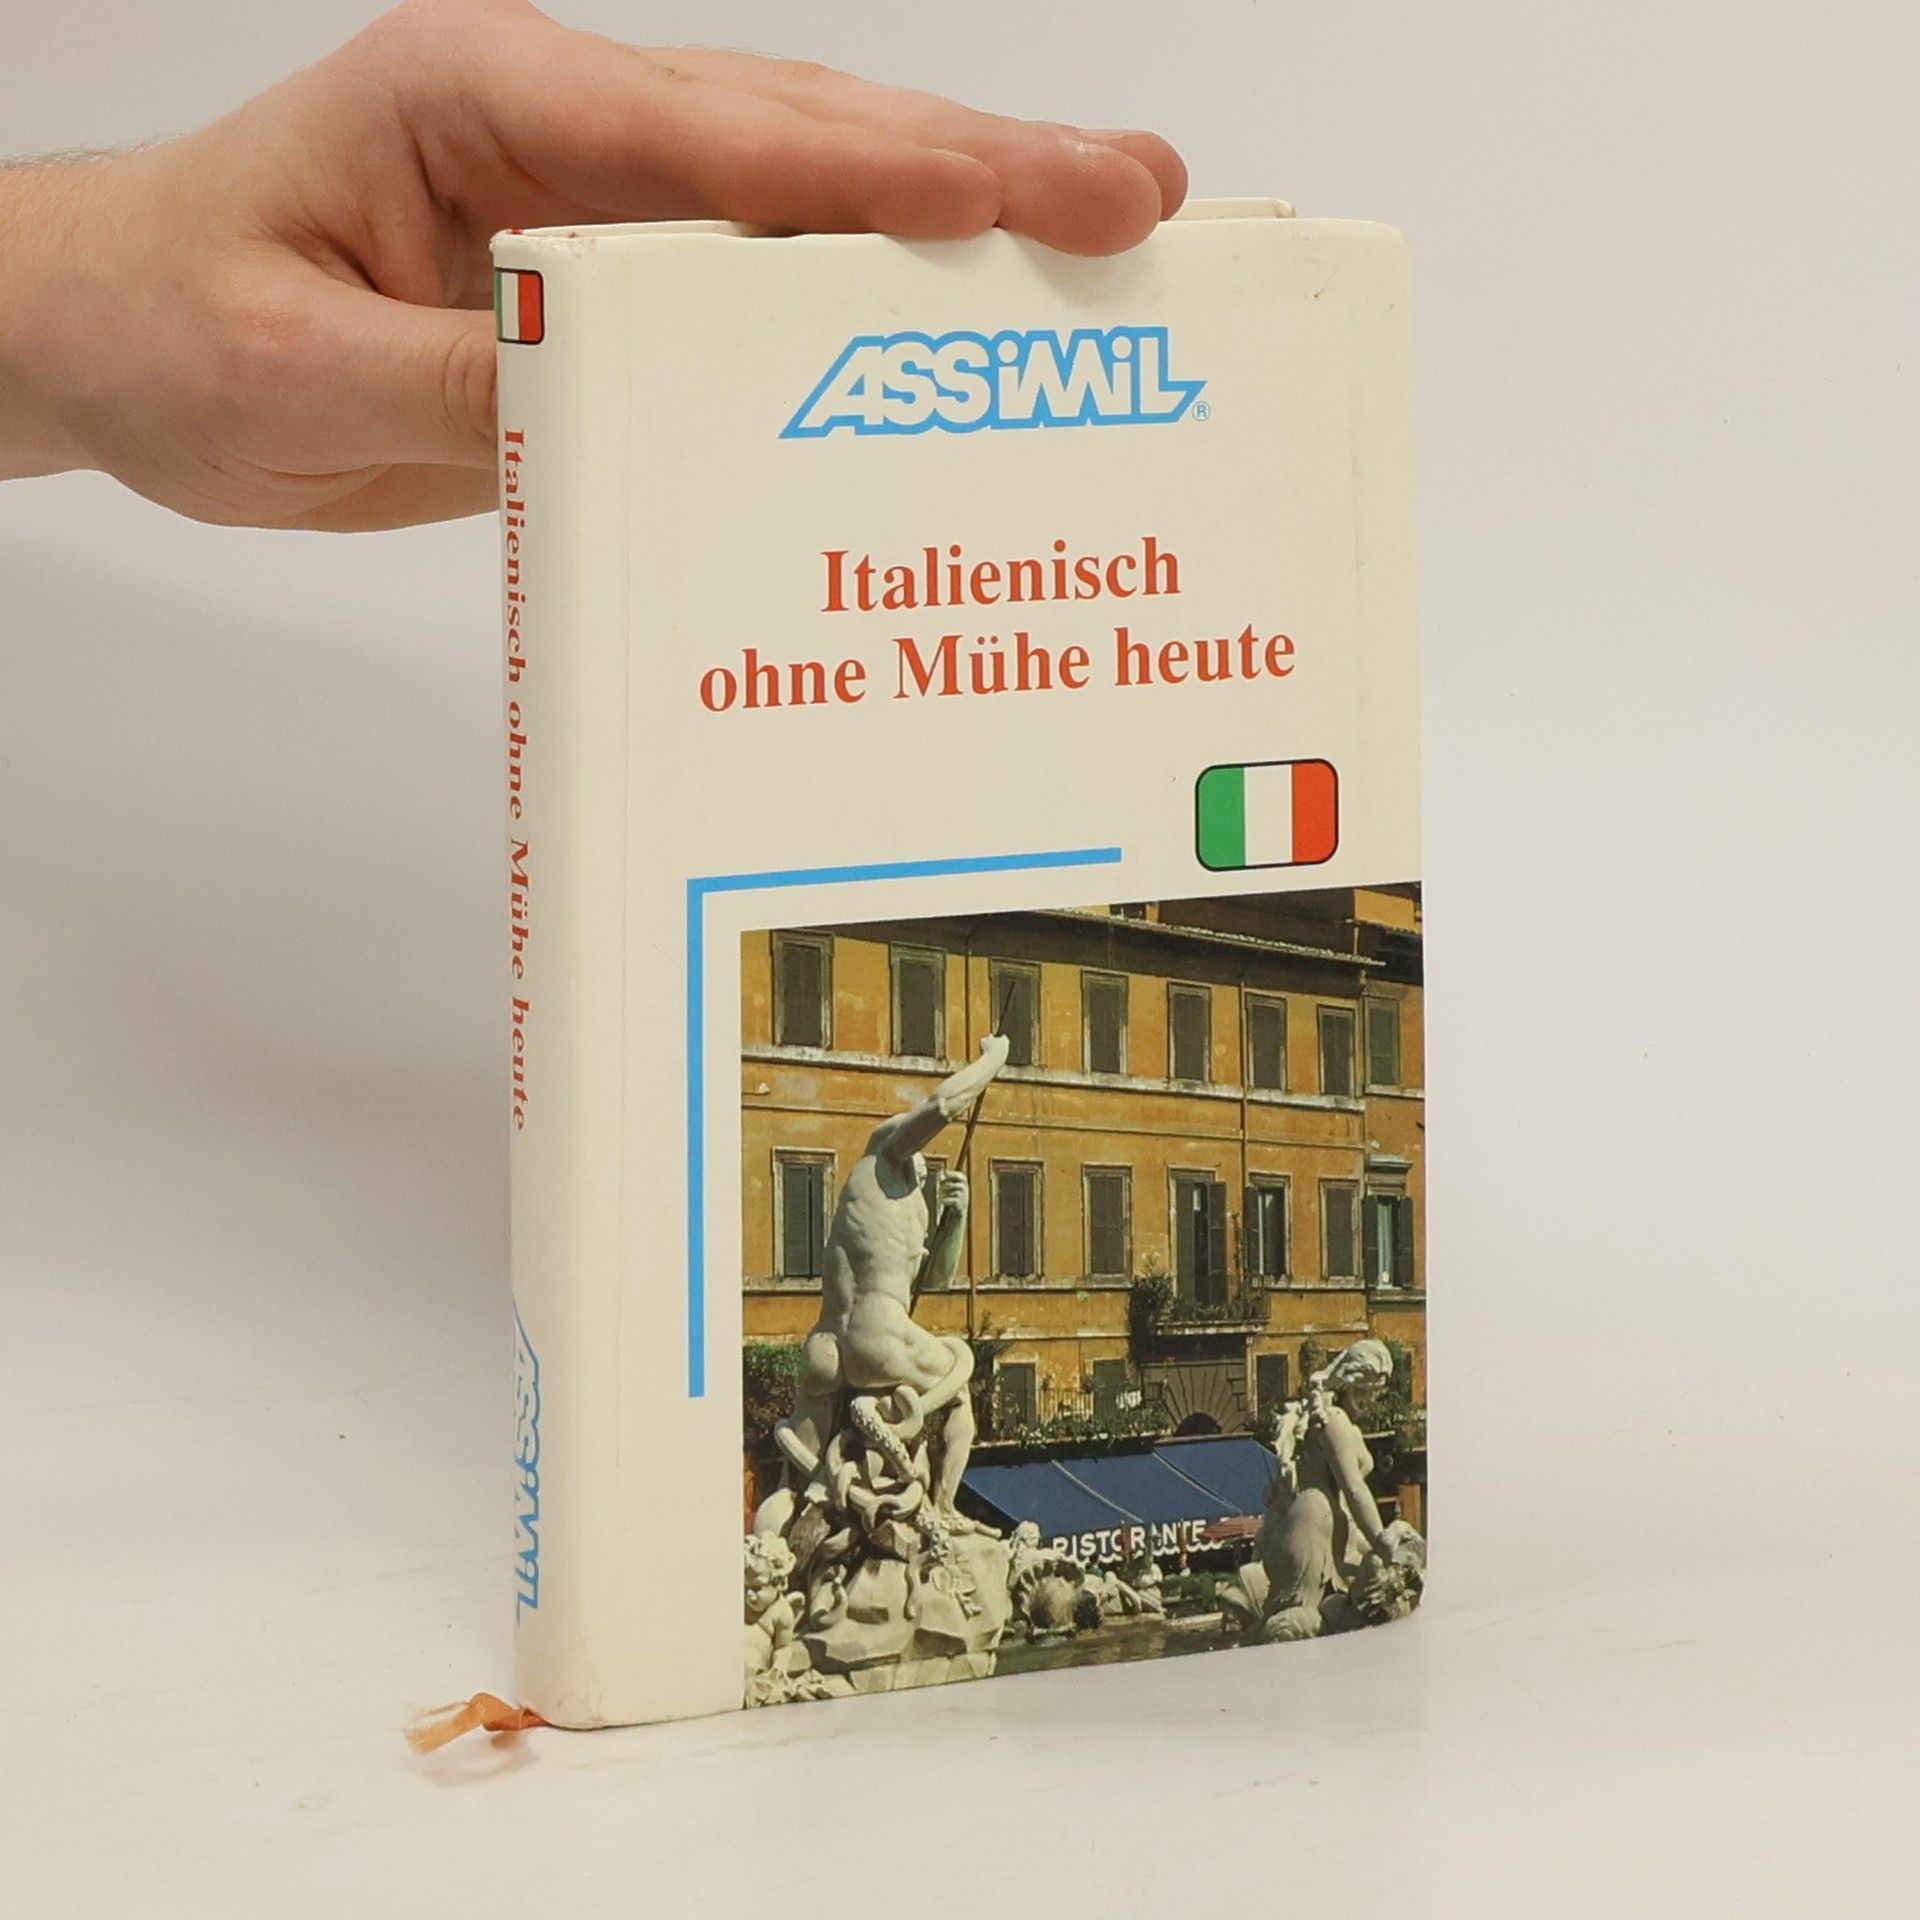 ASSiMiL®
Italienisch
ohne Mühe heute
Italienisch ohne Mühe heute
ASSiMiL
RISTORANTE